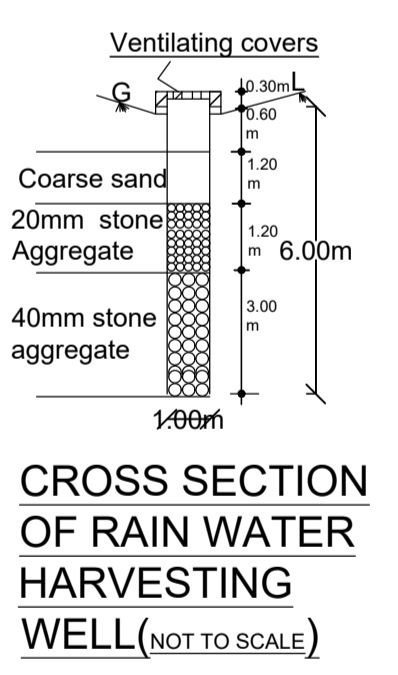 Ventilating covers
G
0.30m
L
0.60
m
Coarse sand
1.20
m
20mm stone
Aggregate
1.20
m
6.00m
40mm stone
aggregate
3.00
m
1.00m
CROSS SECTION
OF RAIN WATER
HARVESTING
WELL(NOT TO SCALE)